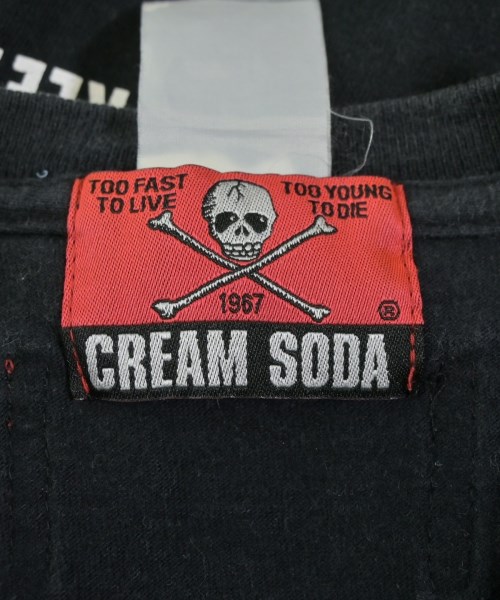 TOO FAST
TO LIVE
TOO YOUNG
TO DIE
1967
®
CREAM SODA